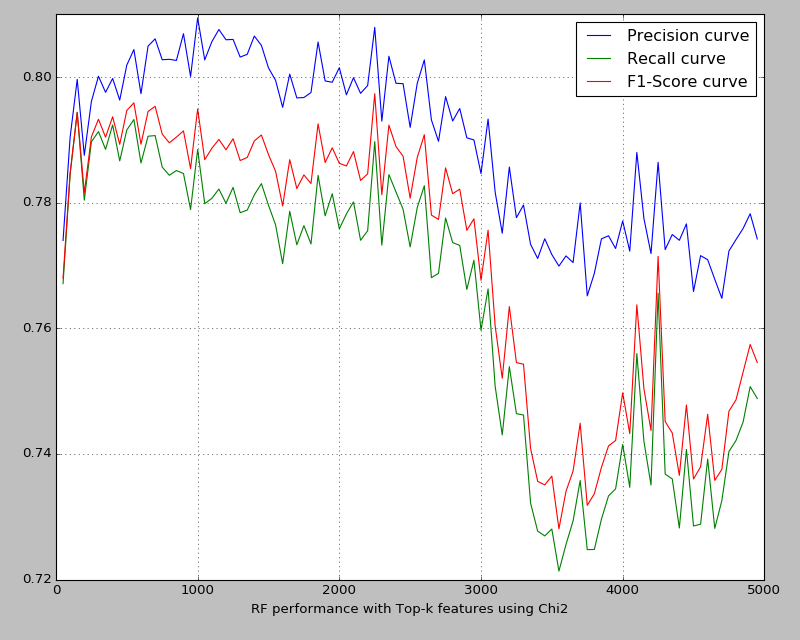 Precision curve
Recall curve
F1-Score curve
0.80
0.78
0.76
0.74
0.72
0 1000 2000 3000 4000 5000
RF performance with Top-k features using Chi2